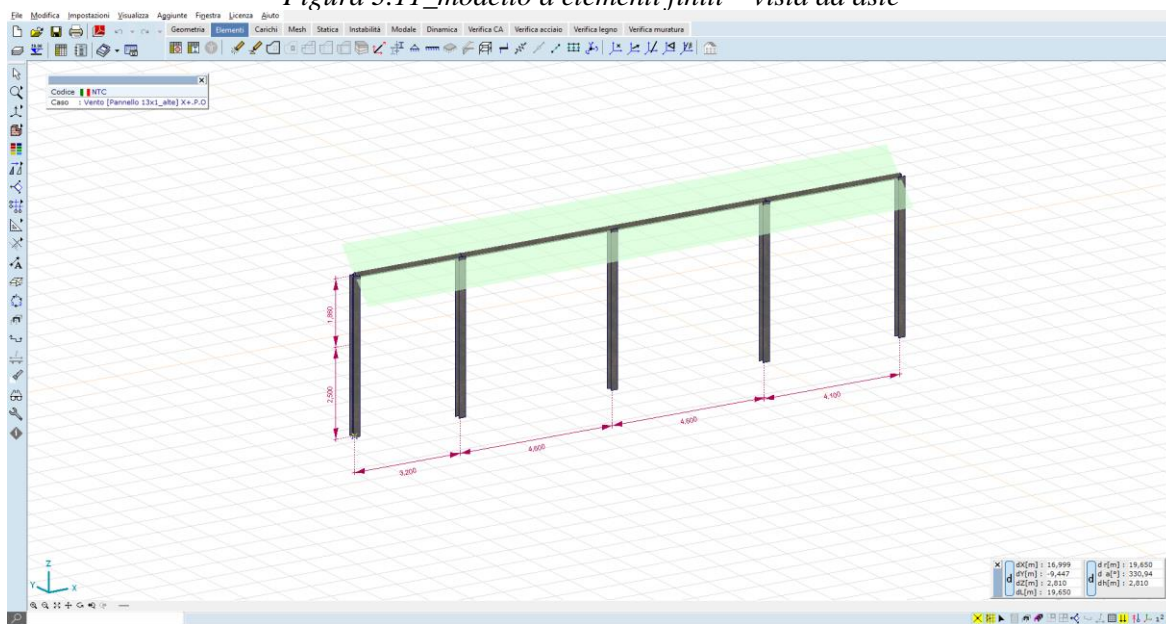 Figura 3.11_modello a elementi finiti – vista ad aste
File Modifica Impostazioni Visualizza Aggiunte Finestra Licenza Aiuto
Geometria Elementi Carichi Mesh Statica Instabilità Modale Dinamica Verifica CA Verifica acciaio Verifica legno Verifica muratura
Codice NTC
Caso : Vento [Pannello 13x1_alte] X+.P.O
1,860
2,500
3,200
4,600
4,600
4,100
Z
Y
X
d
dX[m] : 16,999
dY[m] : -9,447
dZ[m] : 2,810
dL[m] : 19,650
d
d r[m] : 19,650
d a[°] : 330,94
dh[m] : 2,810